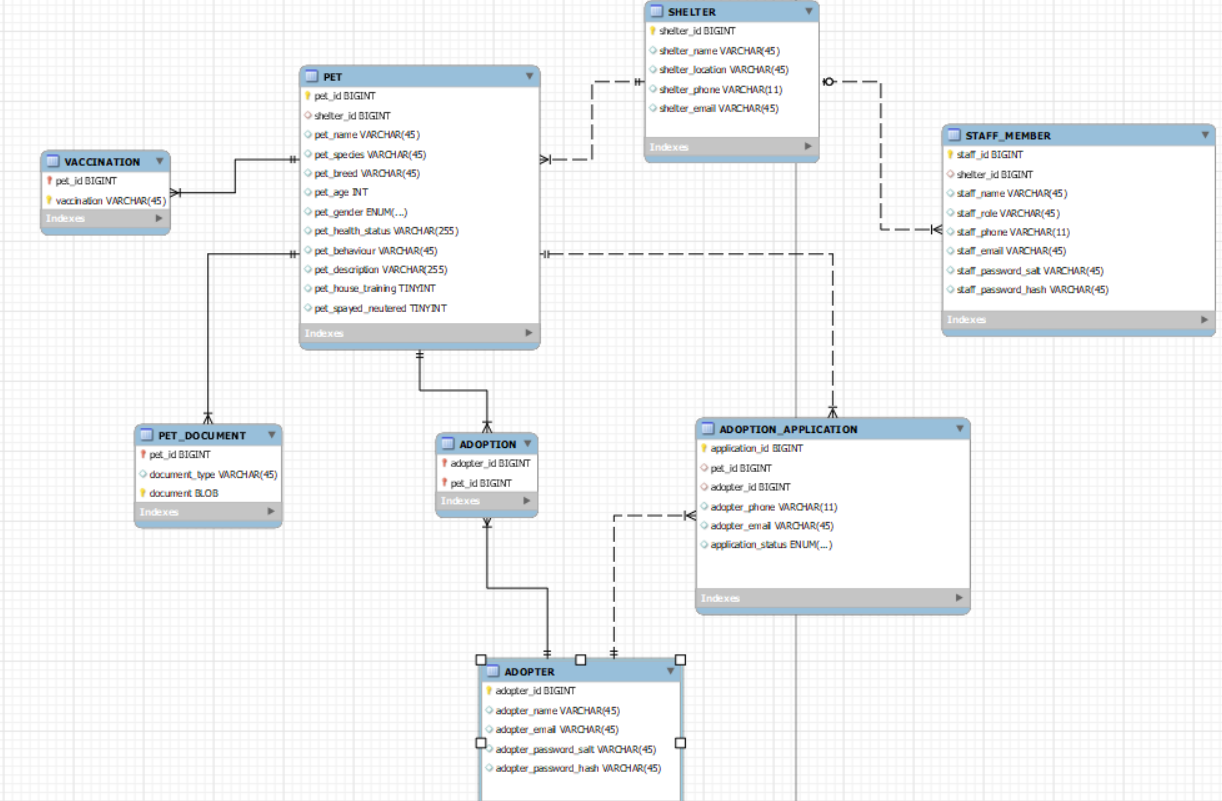 SHELTER
shelter_id BIGINT
shelter_name VARCHAR(45)
shelter_location VARCHAR(45)
shelter_phone VARCHAR(11)
shelter_email VARCHAR(45)
Indexes
PET
pet_id BIGINT
shelter_id BIGINT
pet_name VARCHAR(45)
pet_species VARCHAR(45)
pet_breed VARCHAR(45)
pet_age INT
pet_gender ENUM(...)
pet_health_status VARCHAR(255)
pet_behaviour VARCHAR(45)
pet_description VARCHAR(255)
pet_house_training TINYINT
pet_spayed_neutered TINYINT
Indexes
STAFF_MEMBER
staff_id BIGINT
shelter_id BIGINT
staff_name VARCHAR(45)
staff_role VARCHAR(45)
staff_phone VARCHAR(11)
staff_email VARCHAR(45)
staff_password_salt VARCHAR(45)
staff_password_hash VARCHAR(45)
Indexes
VACCINATION
pet_id BIGINT
vaccination VARCHAR(45)
Indexes
PET_DOCUMENT
pet_id BIGINT
document_type VARCHAR(45)
document BLOB
Indexes
ADOPTION
adopter_id BIGINT
pet_id BIGINT
Indexes
ADOPTION_APPLICATION
application_id BIGINT
pet_id BIGINT
adopter_id BIGINT
adopter_phone VARCHAR(11)
adopter_email VARCHAR(45)
application_status ENUM(...)
Indexes
ADOPTER
adopter_id BIGINT
adopter_name VARCHAR(45)
adopter_email VARCHAR(45)
adopter_password_salt VARCHAR(45)
adopter_password_hash VARCHAR(45)